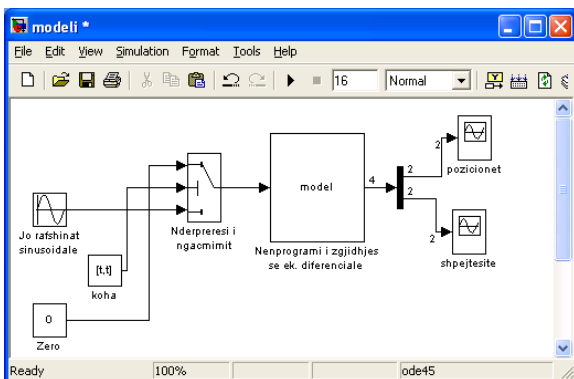 modeli *
File Edit View Simulation Format Tools Help
16 Normal
2
2
pozicionet
model
4
2
2
shpejtesite
Jo rafshinat
sinusoidale
Nderpreresi i
ngacmimit
Nenprogrami i zgjidhjes
se ek. diferenciale
[t,t]
koha
0
Zero
Ready 100% ode45